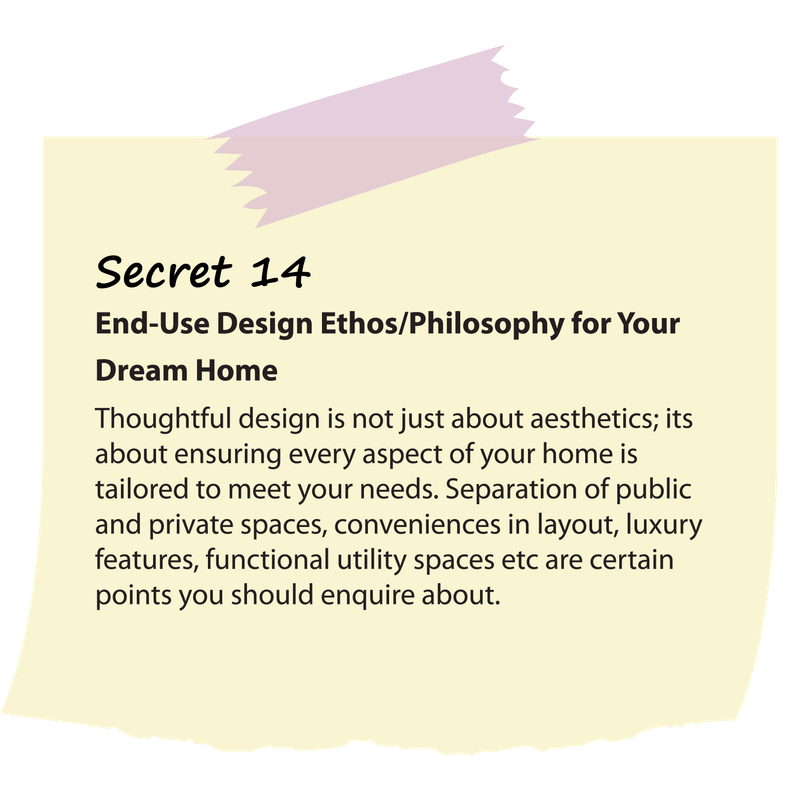 Secret 14
End-Use Design Ethos/Philosophy for Your
Dream Home
Thoughtful design is not just about aesthetics; its
about ensuring every aspect of your home is
tailored to meet your needs. Separation of public
and private spaces, conveniences in layout, luxury
features, functional utility spaces etc are certain
points you should enquire about.